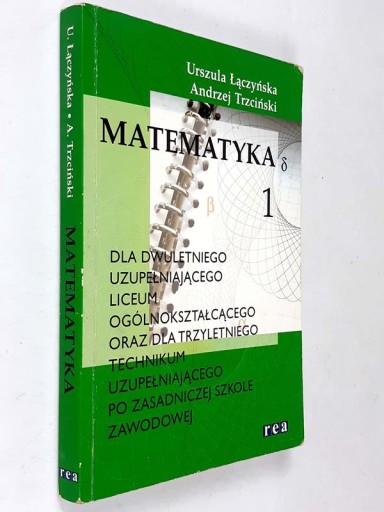 U. Łączyńska • A. Trzciński
MATEMATYKA
rea
Urszula Łączyńska
Andrzej Trzciński
MATEMATYKA δ
β
1
DLA DWULETNIEGO
UZUPEŁNIAJĄCEGO
LICEUM
OGÓLNOKSZTAŁCĄCEGO
ORAZ DLA TRZYLETNIEGO
TECHNIKUM
UZUPEŁNIAJĄCEGO
PO ZASADNICZEJ SZKOLE
ZAWODOWEJ
rea